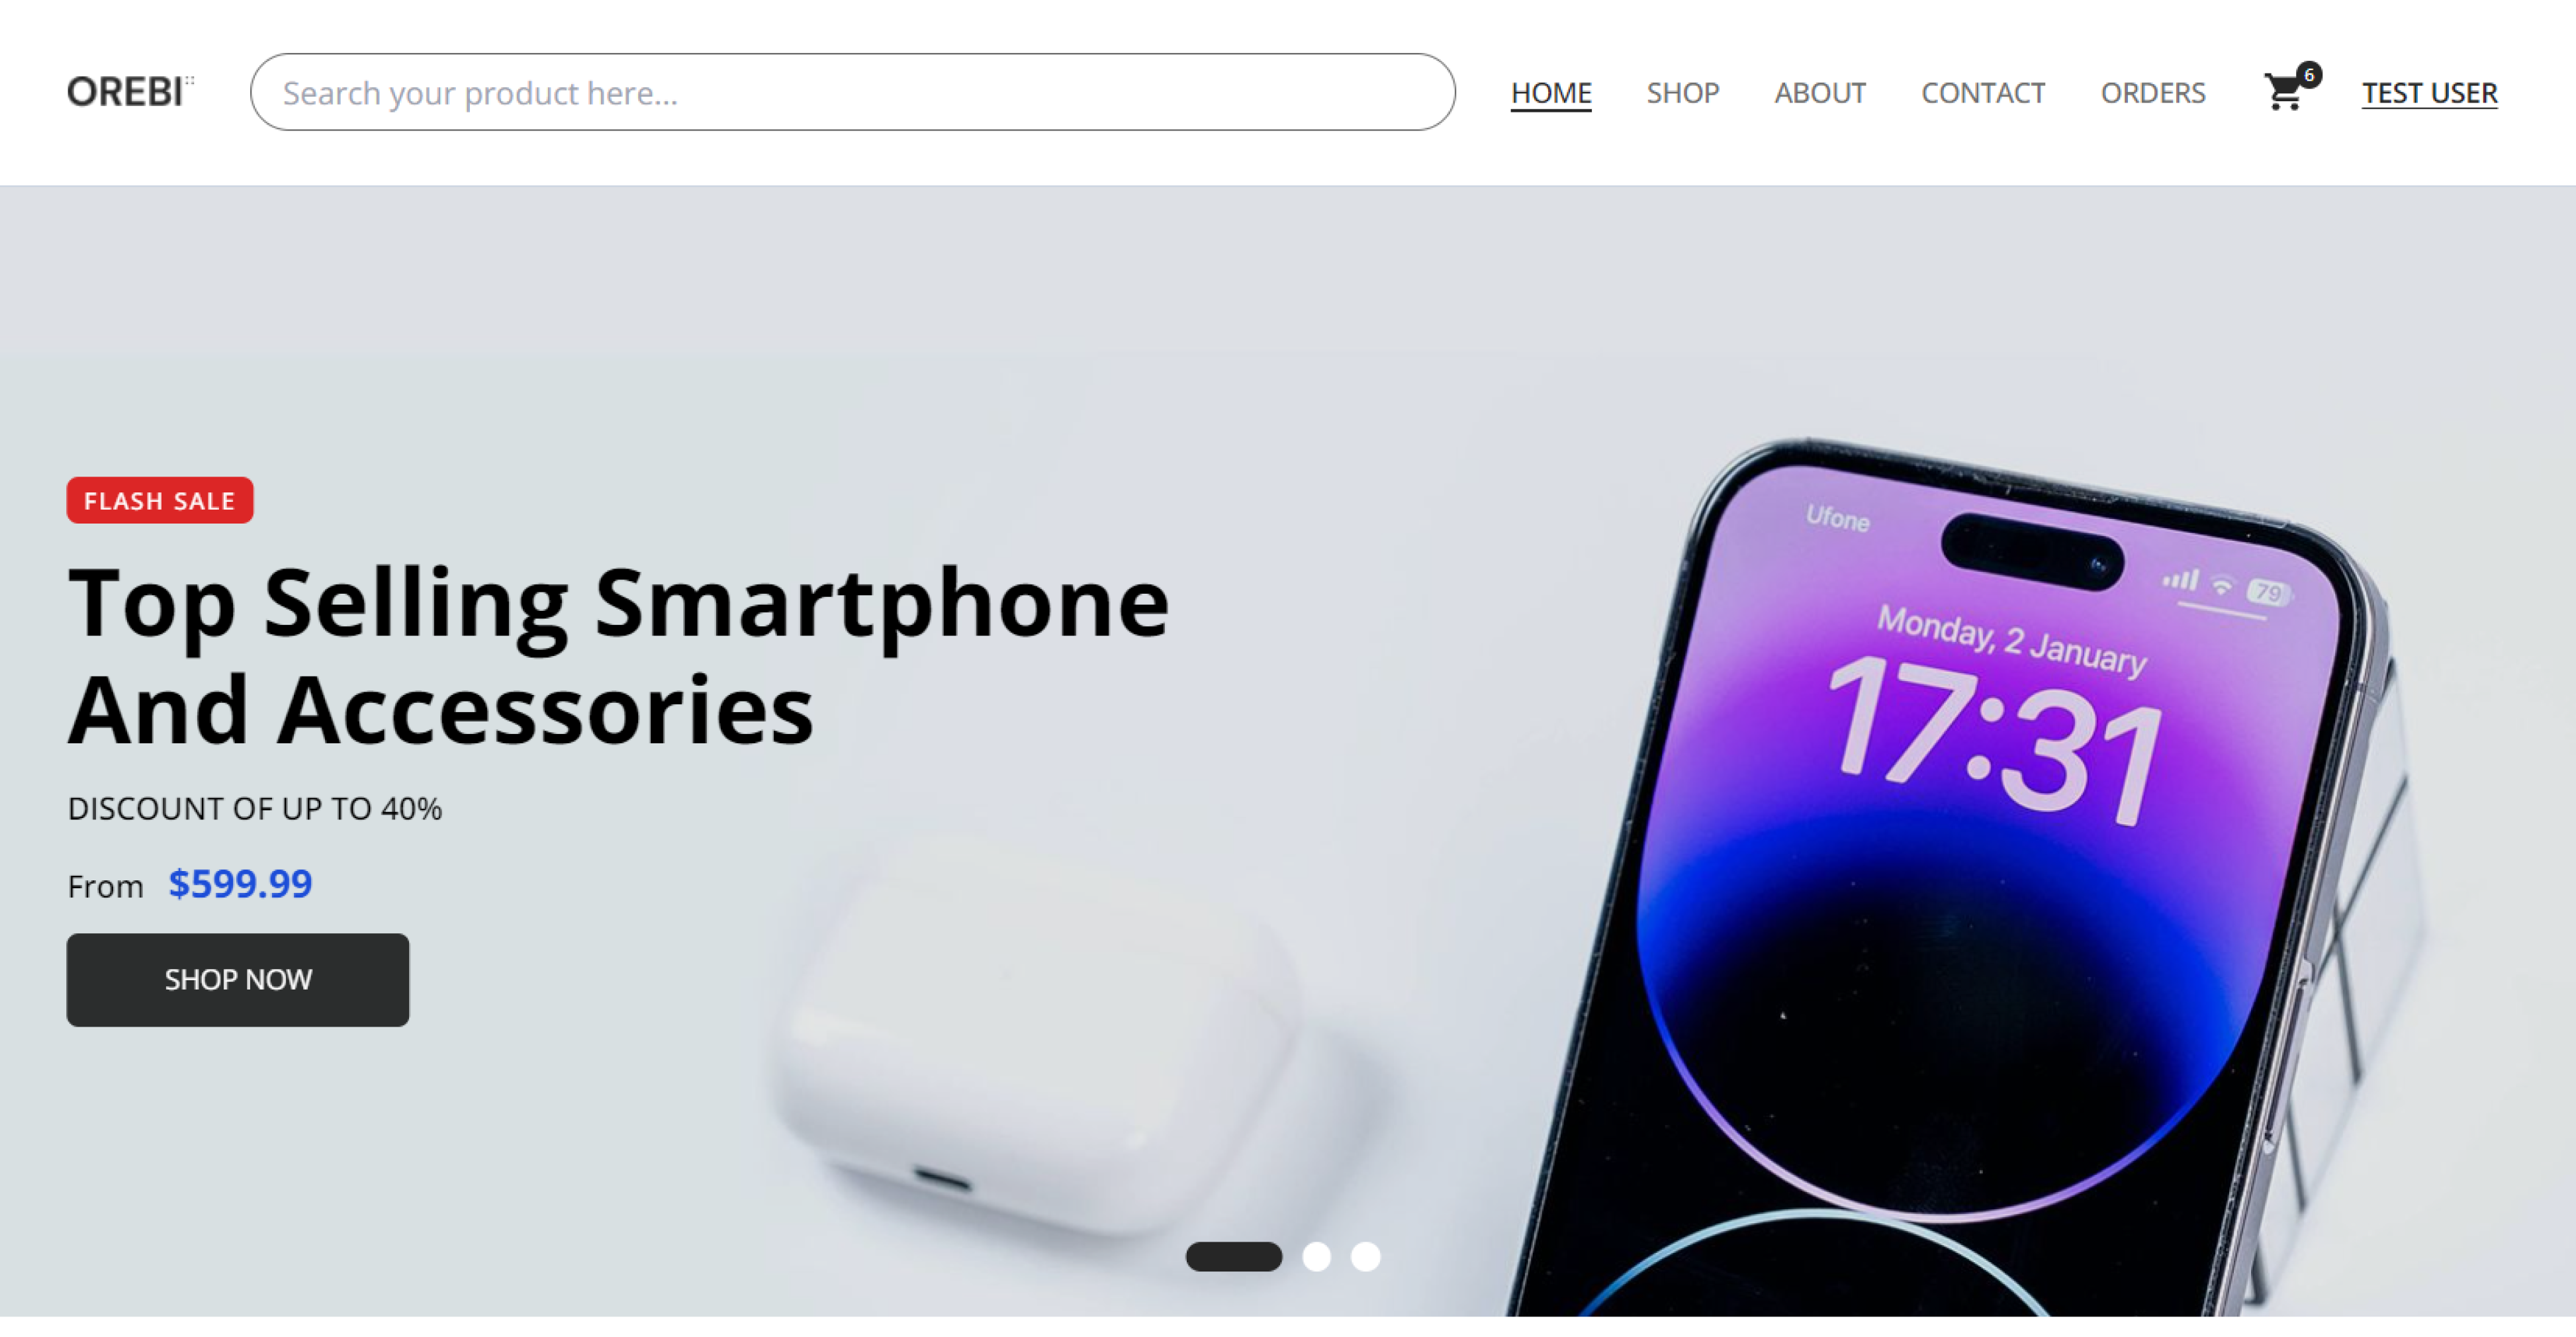 OREBI
Search your product here...
HOME SHOP ABOUT CONTACT ORDERS 6 TEST USER
FLASH SALE
Top Selling Smartphone
And Accessories
DISCOUNT OF UP TO 40%
From $599.99
SHOP NOW
Ufone
79
Monday, 2 January
17:31